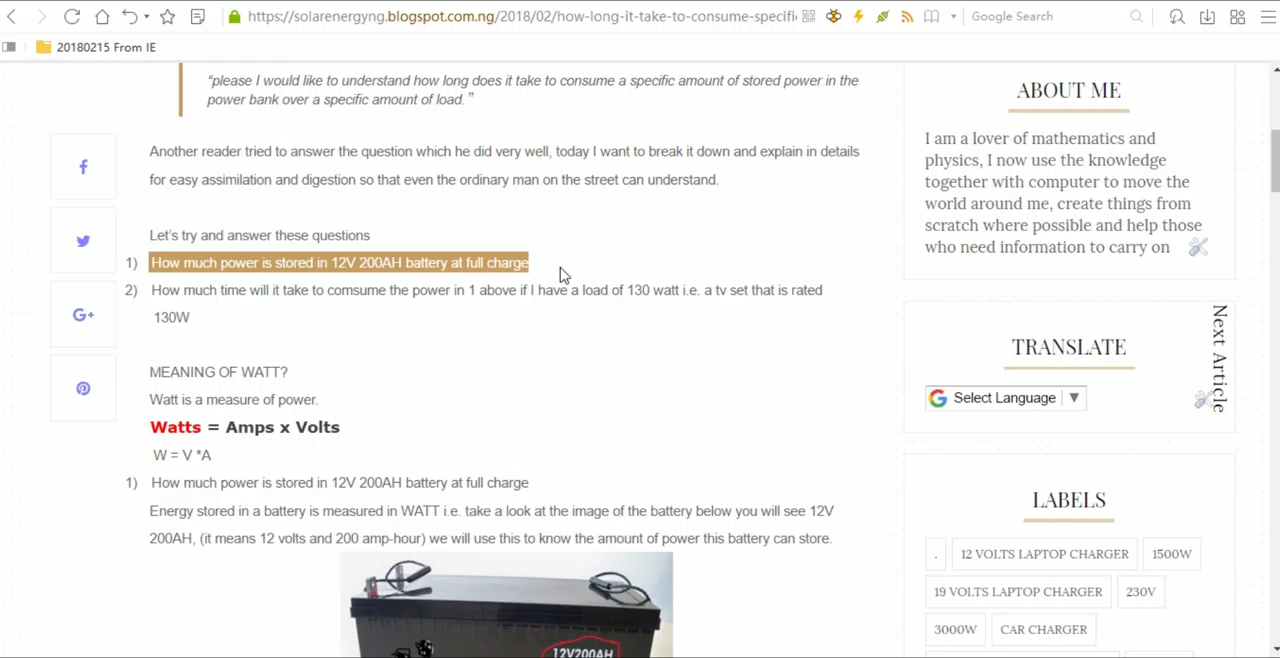 https://solarenergyng.blogspot.com.ng/2018/02/how-long-it-take-to-consume-specifi
Google Search
20180215 From IE
“please I would like to understand how long does it take to consume a specific amount of stored power in the
power bank over a specific amount of load.”
Another reader tried to answer the question which he did very well, today I want to break it down and explain in details
for easy assimilation and digestion so that even the ordinary man on the street can understand.
Let’s try and answer these questions
1) How much power is stored in 12V 200AH battery at full charge
2) How much time will it take to comsume the power in 1 above if I have a load of 130 watt i.e. a tv set that is rated
130W
MEANING OF WATT?
Watt is a measure of power.
Watts = Amps x Volts
W = V *A
1) How much power is stored in 12V 200AH battery at full charge
Energy stored in a battery is measured in WATT i.e. take a look at the image of the battery below you will see 12V
200AH, (it means 12 volts and 200 amp-hour) we will use this to know the amount of power this battery can store.
12V200AH
f
G+
ABOUT ME
I am a lover of mathematics and
physics, I now use the knowledge
together with computer to move the
world around me, create things from
scratch where possible and help those
who need information to carry on
TRANSLATE
G Select Language ▼
Next Article
LABELS
.
12 VOLTS LAPTOP CHARGER
1500W
19 VOLTS LAPTOP CHARGER
230V
3000W
CAR CHARGER